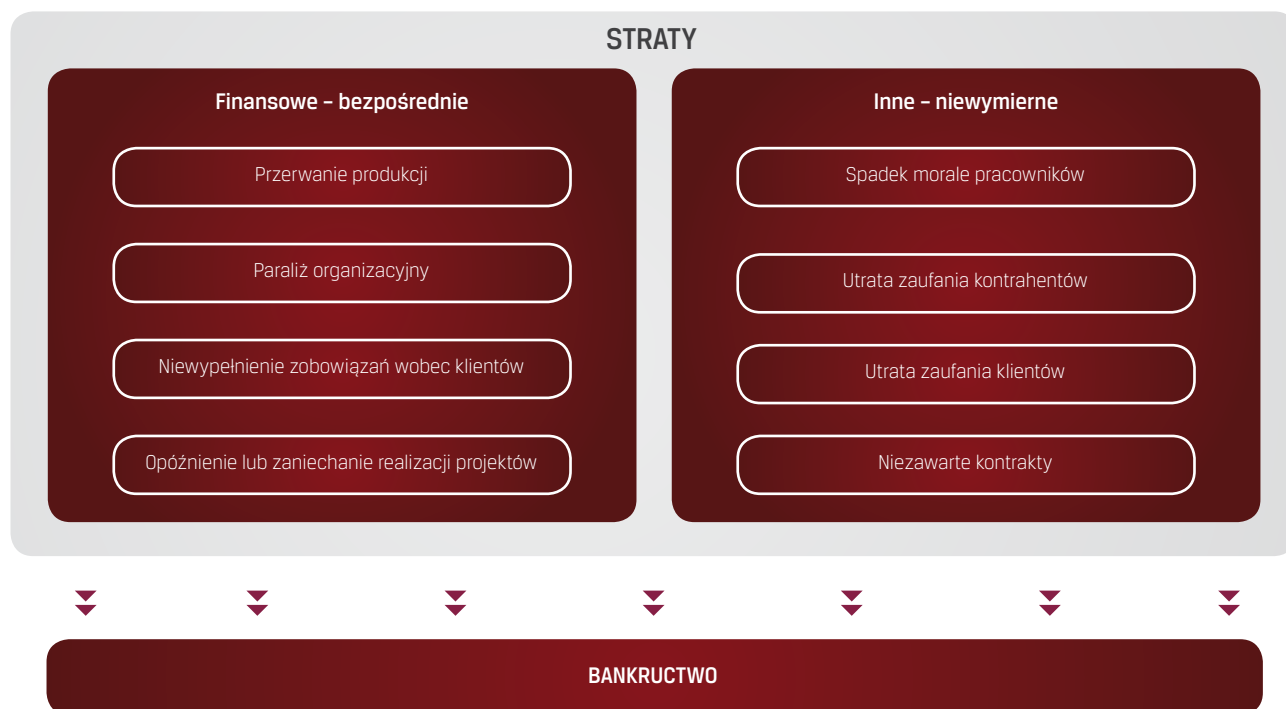 STRATY
Finansowe – bezpośrednie
Przerwanie produkcji
Paraliż organizacyjny
Niewypełnienie zobowiązań wobec klientów
Opóźnienie lub zaniechanie realizacji projektów
Inne – niewymierne
Spadek morale pracowników
Utrata zaufania kontrahentów
Utrata zaufania klientów
Niezawarte kontrakty
BANKRUCTWO